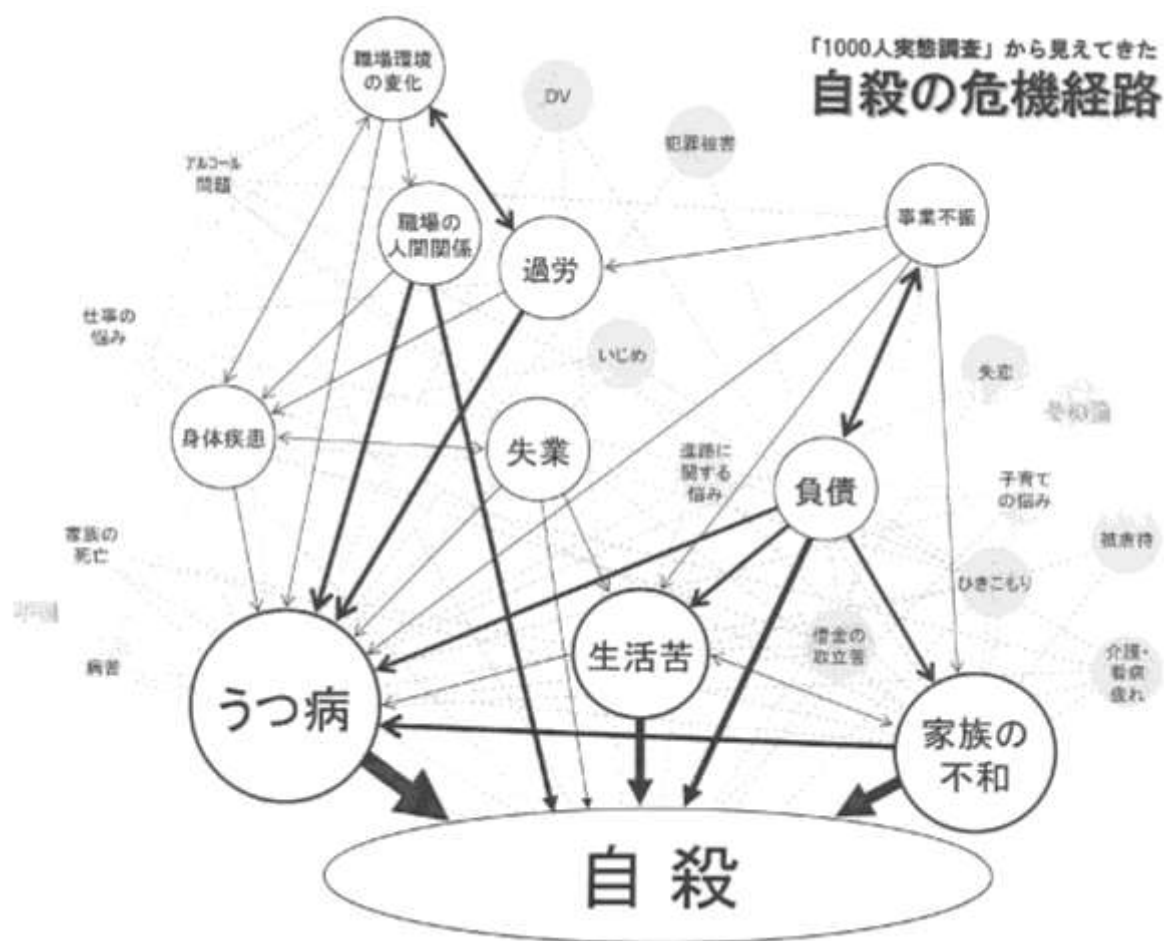 「1000人実態調査」から見えてきた
自殺の危機経路
職場環境
の変化
DV
犯罪被害
アルコール
問題
職場の
人間関係
過労
事業不振
仕事の
悩み
いじめ
失恋
身体疾患
失業
進路に
関する
悩み
負債
子育て
の悩み
家族の
死亡
被虐待
ひきこもり
生活苦
借金の
取立苦
介護・
看病
疲れ
病苦
うつ病
家族の
不和
自殺